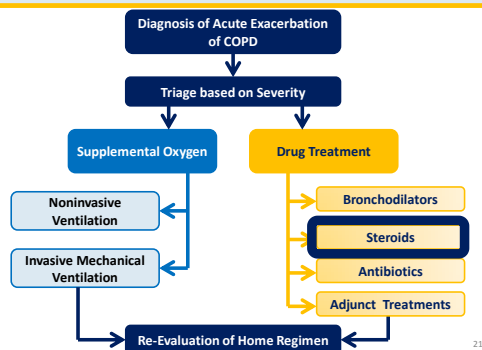 Diagnosis of Acute Exacerbation
of COPD
Triage based on Severity
Supplemental Oxygen
Drug Treatment
Noninvasive
Ventilation
Bronchodilators
Steroids
Invasive Mechanical
Ventilation
Antibiotics
Adjunct Treatments
Re-Evaluation of Home Regimen
21